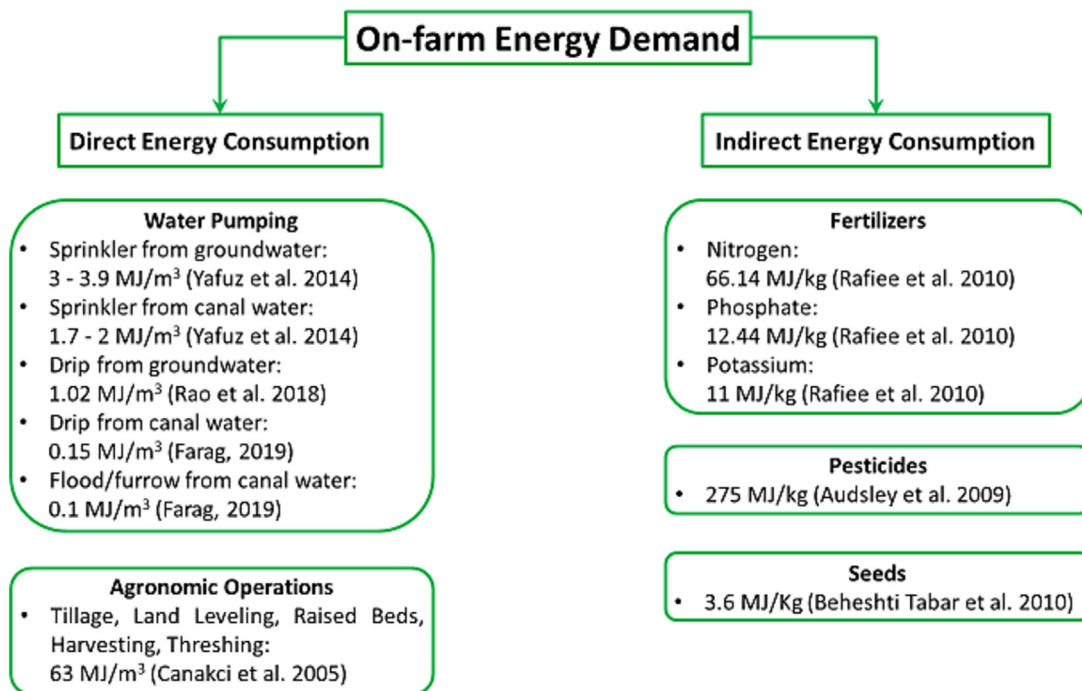 On-farm Energy Demand
Direct Energy Consumption
Water Pumping
• Sprinkler from groundwater:
3 - 3.9 MJ/m³ (Yafuz et al. 2014)
• Sprinkler from canal water:
1.7 - 2 MJ/m³ (Yafuz et al. 2014)
• Drip from groundwater:
1.02 MJ/m³ (Rao et al. 2018)
• Drip from canal water:
0.15 MJ/m³ (Farag, 2019)
• Flood/furrow from canal water:
0.1 MJ/m³ (Farag, 2019)
Agronomic Operations
• Tillage, Land Leveling, Raised Beds,
Harvesting, Threshing:
63 MJ/m³ (Canakci et al. 2005)
Indirect Energy Consumption
Fertilizers
• Nitrogen:
66.14 MJ/kg (Rafiee et al. 2010)
• Phosphate:
12.44 MJ/kg (Rafiee et al. 2010)
• Potassium:
11 MJ/kg (Rafiee et al. 2010)
Pesticides
• 275 MJ/kg (Audsley et al. 2009)
Seeds
• 3.6 MJ/Kg (Beheshti Tabar et al. 2010)